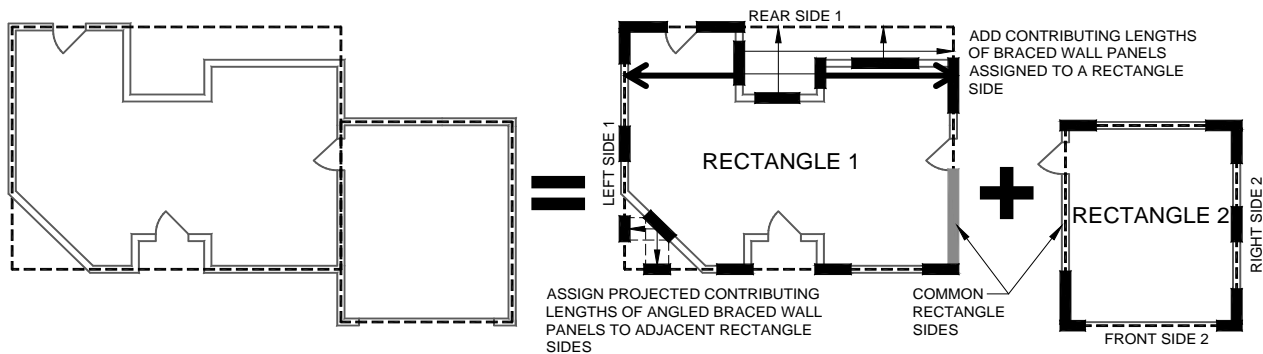 REAR SIDE 1
ADD CONTRIBUTING LENGTHS
OF BRACED WALL PANELS
ASSIGNED TO A RECTANGLE
SIDE
LEFT SIDE 1
RECTANGLE 1
RECTANGLE 2
RIGHT SIDE 2
ASSIGN PROJECTED CONTRIBUTING
LENGTHS OF ANGLED BRACED WALL
PANELS TO ADJACENT RECTANGLE
SIDES
COMMON
RECTANGLE
SIDES
FRONT SIDE 2